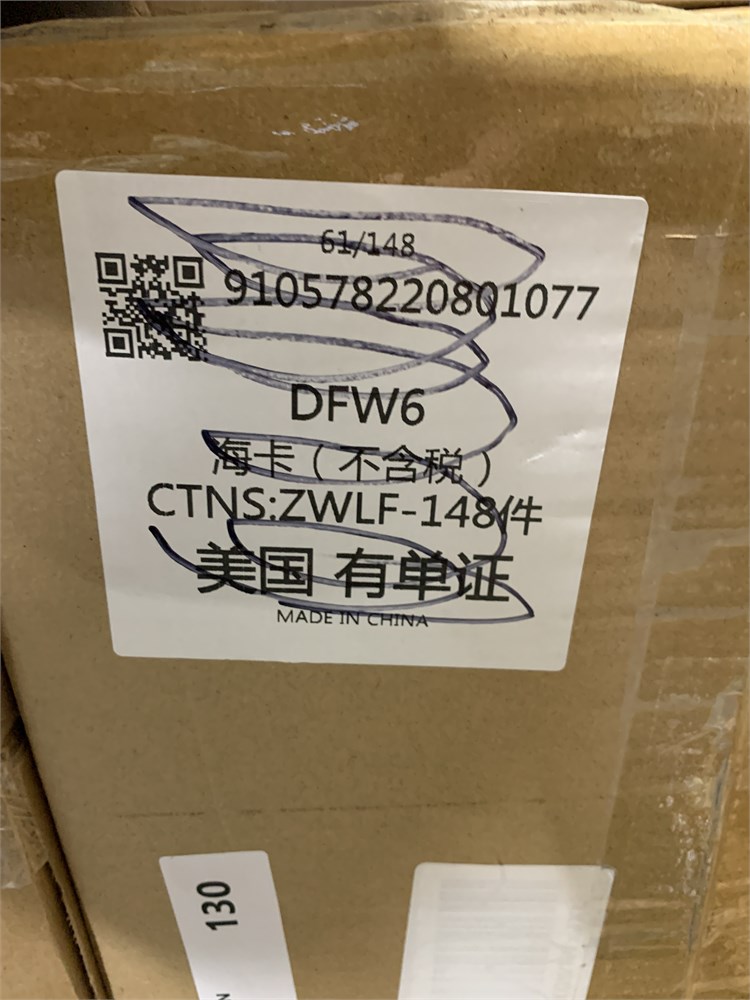 61/148
910578220801077
DFW6
海卡（不含税）
CTNS:ZWLF-148件
美国 有单证
MADE IN CHINA
130
N